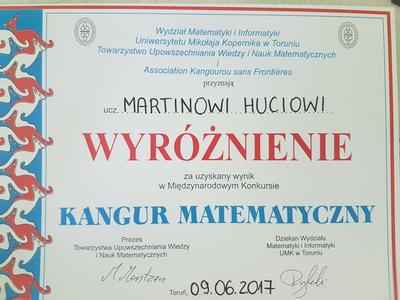 Wydział Matematyki i Informatyki
Uniwersytetu Mikołaja Kopernika w Toruniu
Towarzystwo Upowszechniania Wiedzy i Nauk Matematycznych
i
Association Kangourou sans Frontières
przyznają
ucz. MARTINOWI HUCIOWI
WYRÓŻNIENIE
za uzyskany wynik
w Międzynarodowym Konkursie
KANGUR MATEMATYCZNY
Prezes
Towarzystwa Upowszechniania Wiedzy
i Nauk Matematycznych
Dziekan Wydziału
Matematyki i Informatyki
UMK w Toruniu
Toruń, 09.06.2017